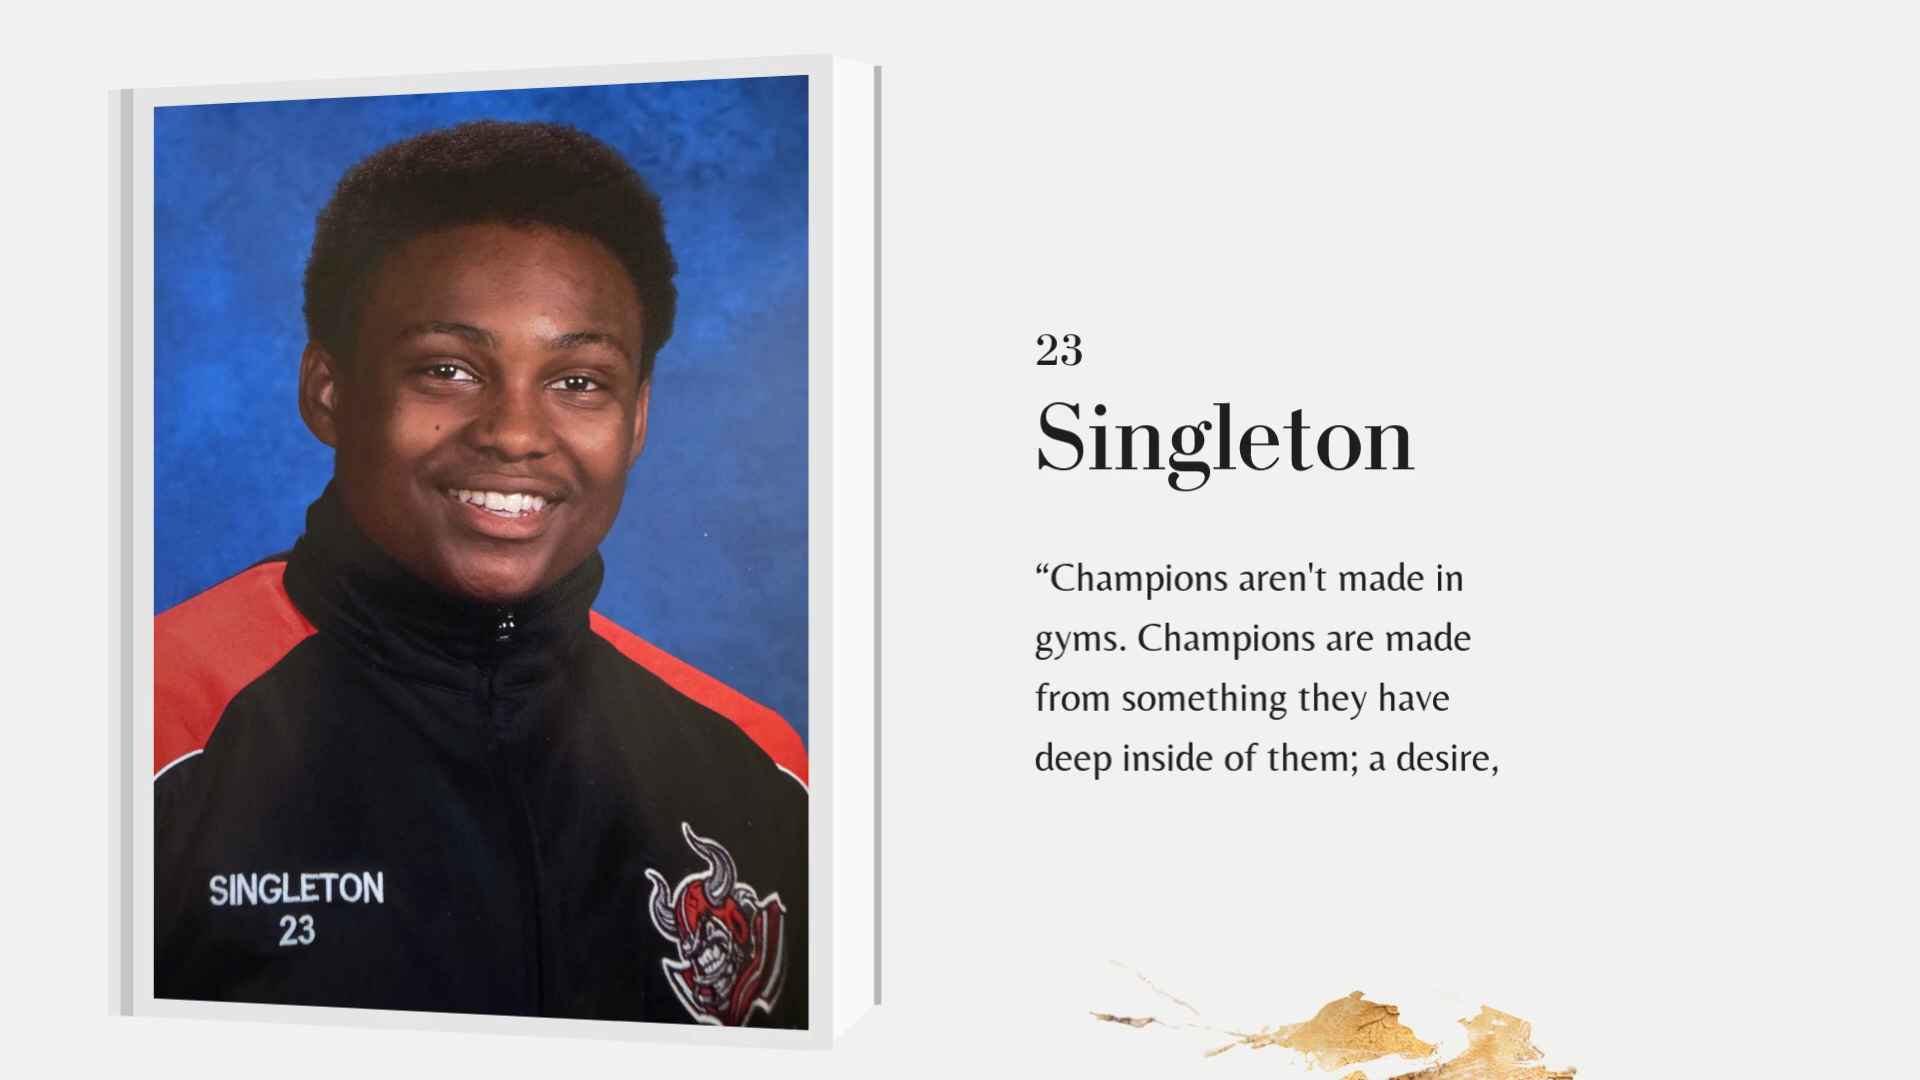 SINGLETON
23
23
Singleton
“Champions aren't made in
gyms. Champions are made
from something they have
deep inside of them; a desire,